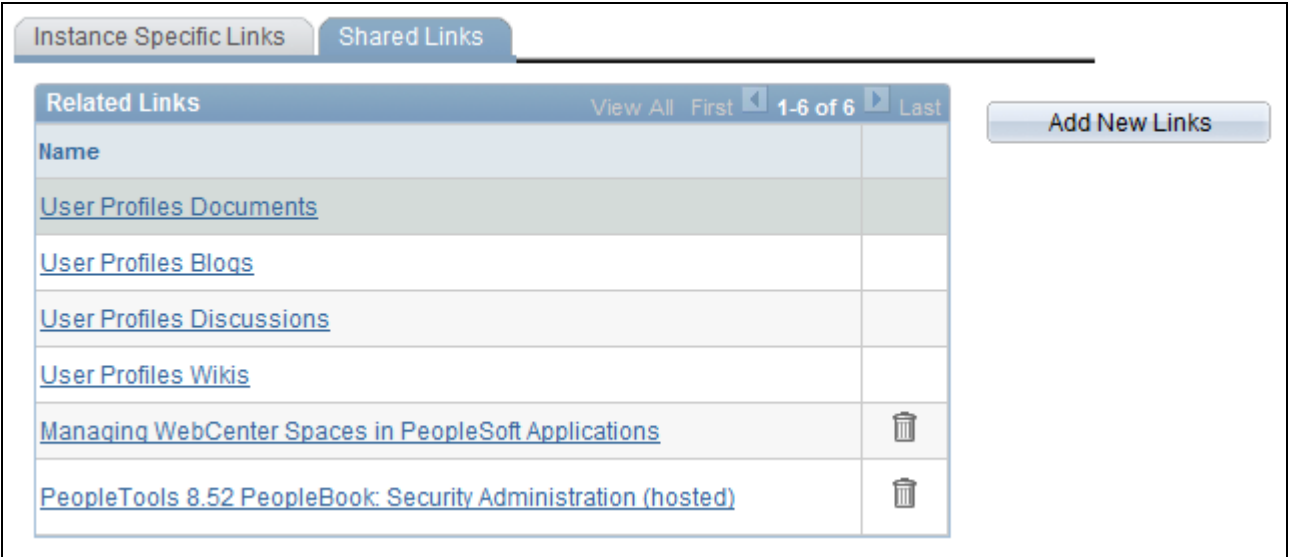 Instance Specific Links Shared Links
Related Links View All First 1-6 of 6 Last
Add New Links
Name
User Profiles Documents
User Profiles Blogs
User Profiles Discussions
User Profiles Wikis
Managing WebCenter Spaces in PeopleSoft Applications
PeopleTools 8.52 PeopleBook: Security Administration (hosted)